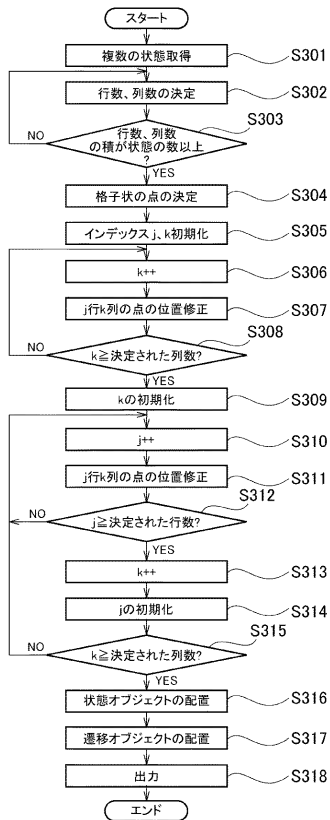 スタート
複数の状態取得
S301
行数、列数の決定
S302
S303
NO
行数、列数
の積が状態の数以上
?
YES
格子状の点の決定
S304
インデックスj、k初期化
S305
k++
S306
j行k列の点の位置修正
S307
S308
NO
k≧決定された列数?
YES
kの初期化
S309
j++
S310
j行k列の点の位置修正
S311
S312
NO
j≧決定された行数?
YES
k++
S313
jの初期化
S314
S315
NO
k≧決定された列数?
YES
状態オブジェクトの配置
S316
遷移オブジェクトの配置
S317
出力
S318
エンド